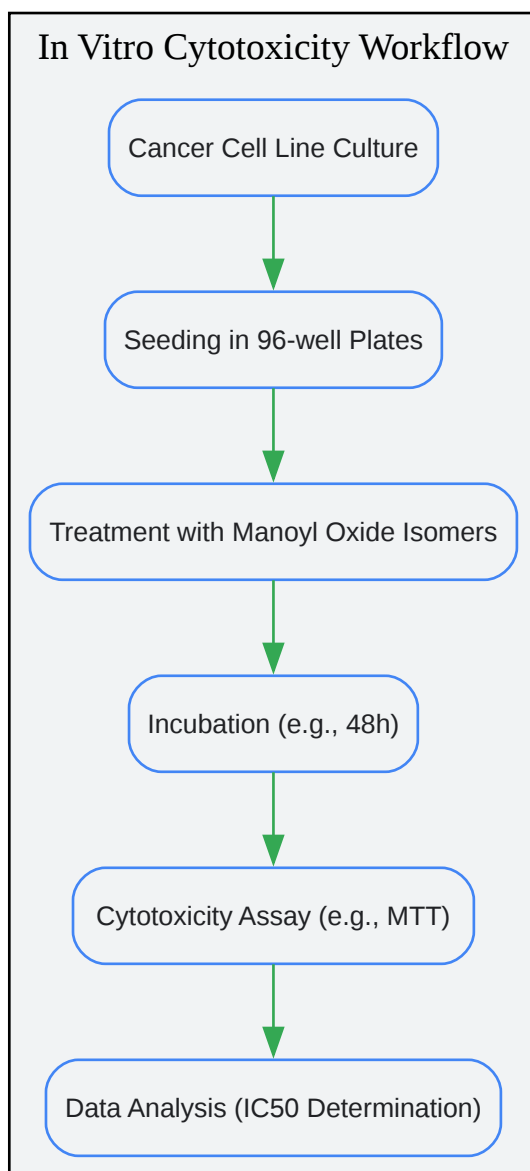 In Vitro Cytotoxicity Workflow
Cancer Cell Line Culture
Seeding in 96-well Plates
Treatment with Manoyl Oxide Isomers
Incubation (e.g., 48h)
Cytotoxicity Assay (e.g., MTT)
Data Analysis (IC50 Determination)